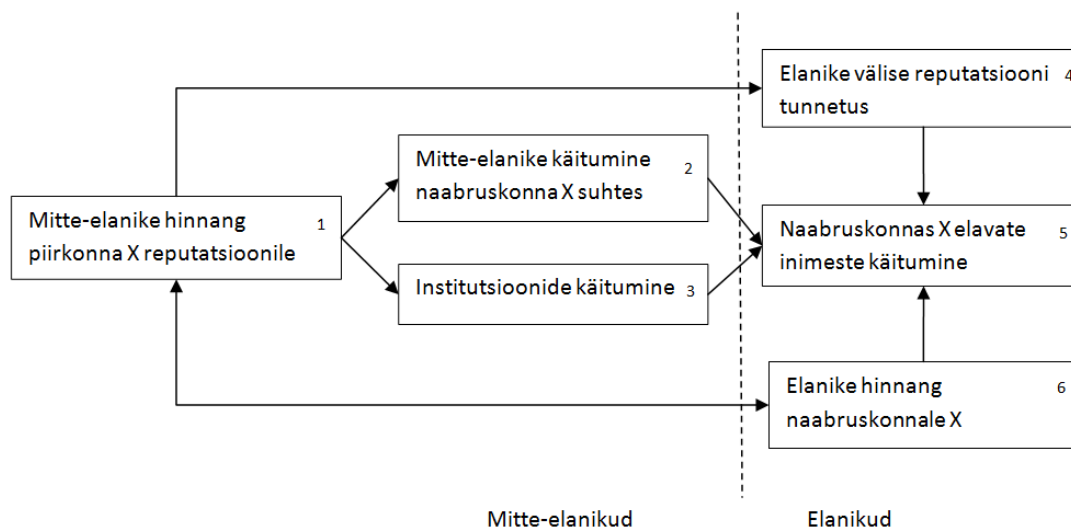 Mitte-elanike hinnang 1
piirkonna X reputatsioonile
Mitte-elanike käitumine 2
naabruskonna X suhtes
Institutsioonide käitumine 3
Elanike välise reputatsiooni 4
tunnetus
Naabruskonnas X elavate 5
inimeste käitumine
Elanike hinnang 6
naabruskonnale X
Mitte-elanikud
Elanikud